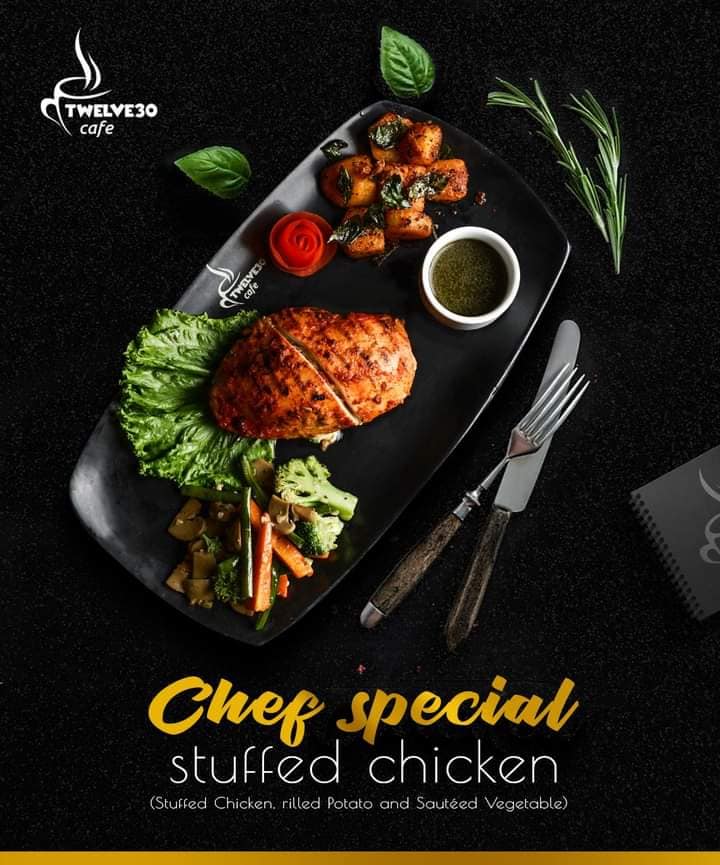 TWELVE30
cafe
TWELVE30
cafe
Chef special
stuffed chicken
(Stuffed Chicken, rilled Potato and Sautéed Vegetable)